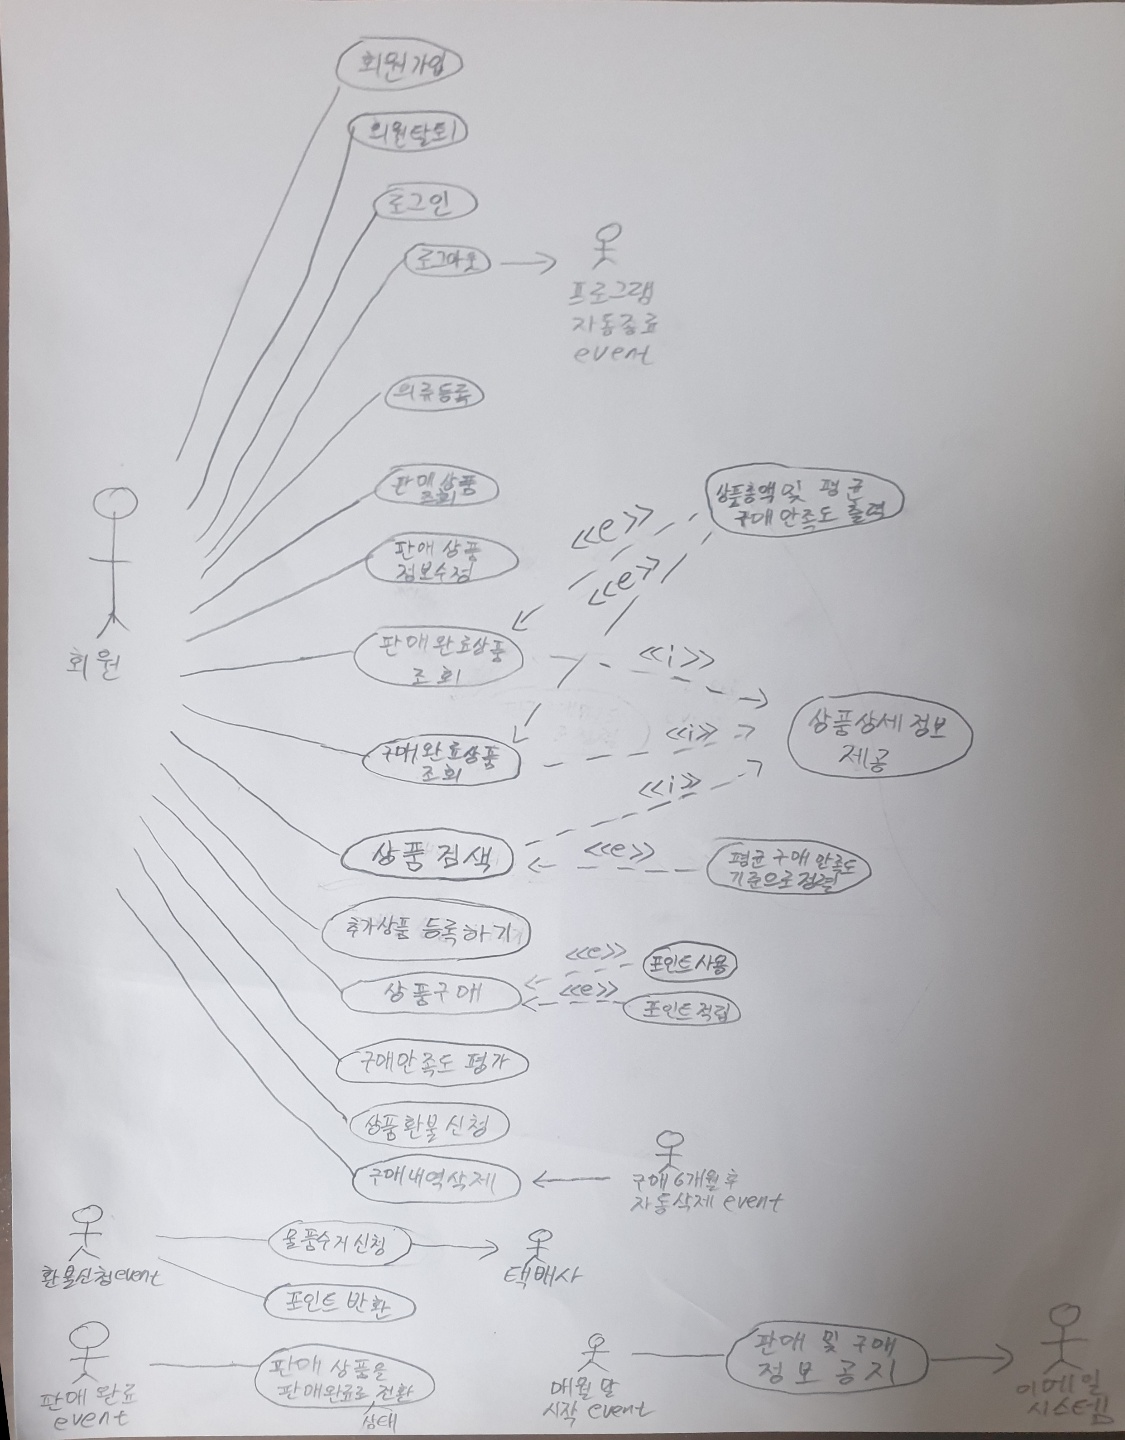 회원가입
회원탈퇴
로그인
로그아웃
프로그램
자동종료
event
의류등록
판매상품
조회
판매 상품
정보수정
상품총액 및 평균
구매만족도 출력
<<e>>
<<e>>
회원
판매완료상품
조회
<<i>>
상품상세정보
제공
<<i>>
구매완료상품
조회
<<i>>
상품 검색
<<e>>
평균 구매 만족도
기준으로 정렬
추가상품 등록하기
<<e>>
포인트사용
상품구매
<<e>>
포인트적립
구매만족도 평가
상품환불신청
구매내역삭제
구매 6개월 후
자동삭제 event
환불신청event
물품수거신청
택배사
포인트 반환
판매 완료
event
판매 상품을
판매완료로 전환
상태
매월 말
시작 event
판매 및 구매
정보 공지
이메일
시스템